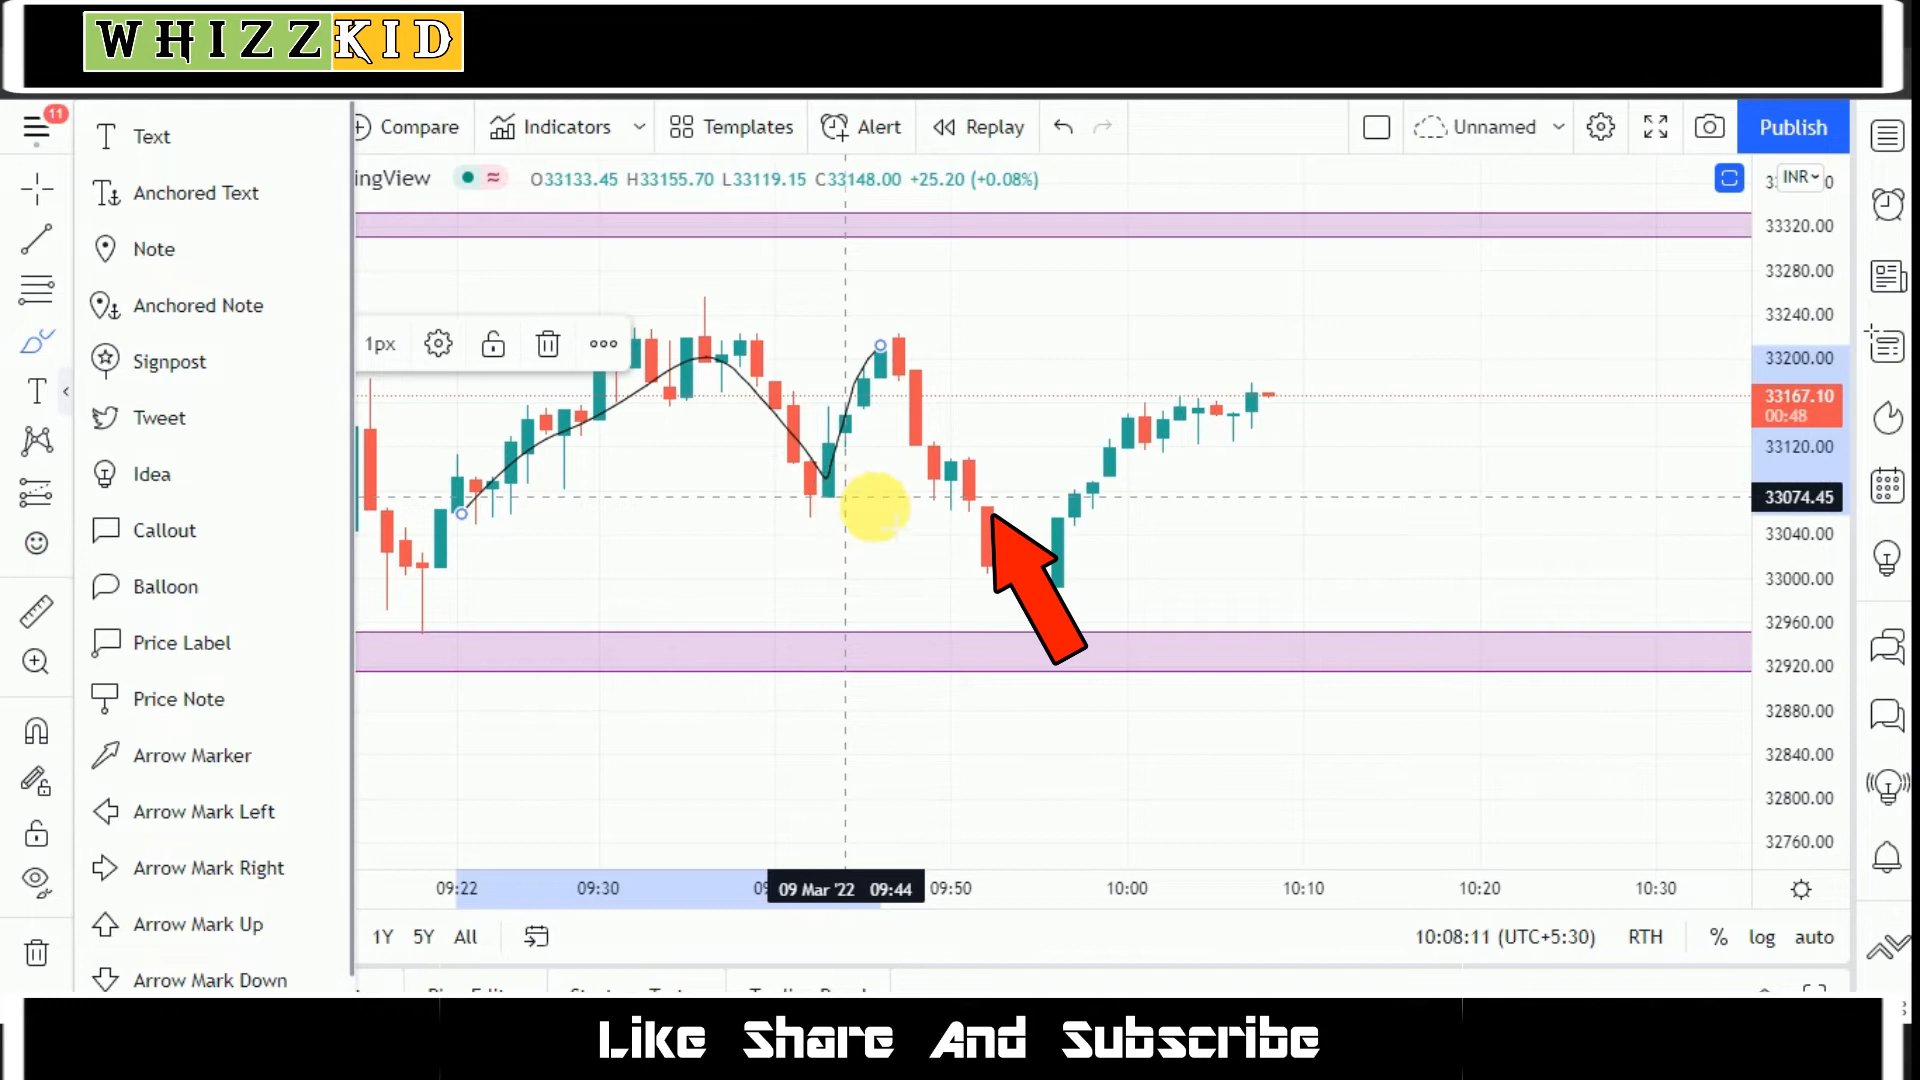 WHIZZKID
11
Text
Anchored Text
Note
Anchored Note
Signpost
Tweet
Idea
Callout
Balloon
Price Label
Price Note
Arrow Marker
Arrow Mark Left
Arrow Mark Right
Arrow Mark Up
Arrow Mark Down
Compare
Indicators
Templates
Alert
Replay
Unnamed
Publish
ingView
O33133.45 H33155.70 L33119.15 C33148.00 +25.20 (+0.08%)
INR
1px
33320.00
33280.00
33240.00
33200.00
33167.10
00:48
33120.00
33074.45
33040.00
33000.00
32960.00
32920.00
32880.00
32840.00
32800.00
32760.00
09:22 09:30 09 Mar '22 09:44 09:50 10:00 10:10 10:20 10:30
1Y 5Y All
10:08:11 (UTC+5:30) RTH % log auto
Like Share And Subscribe